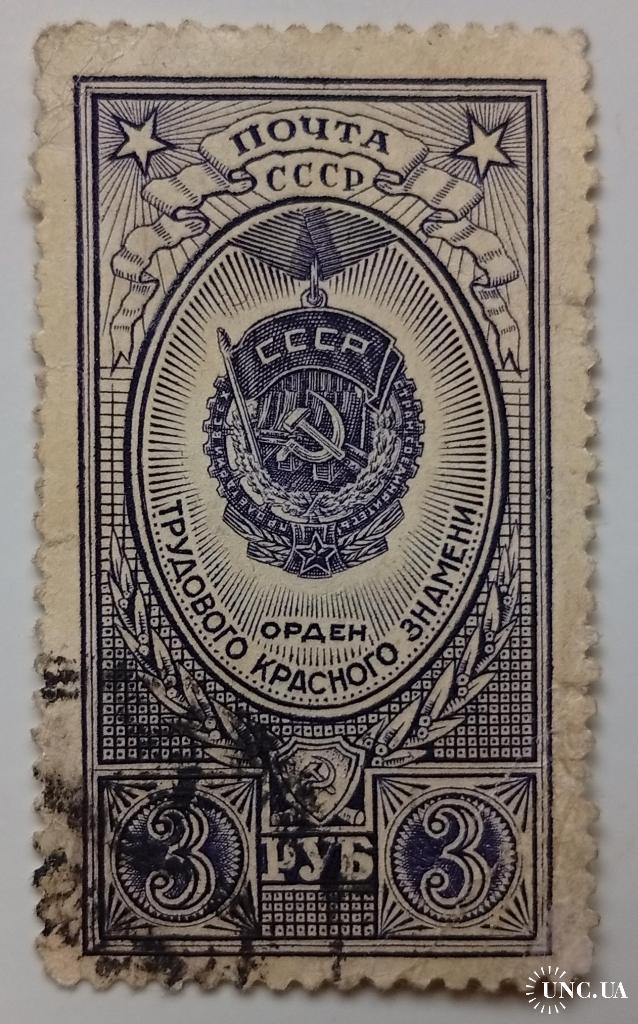 ПОЧТА
СССР
СССР
ОРДЕН
ТРУДОВОГО КРАСНОГО ЗНАМЕНИ
3 РУБ 3
UNC.UA